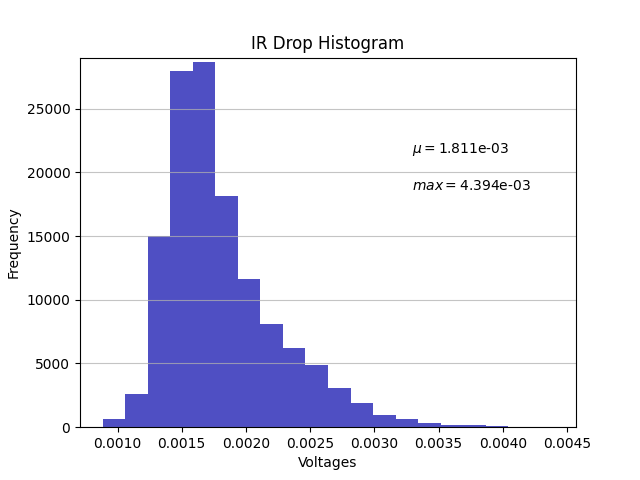 IR Drop Histogram
25000
20000
15000
10000
5000
0
Frequency
μ = 1.811e-03
max = 4.394e-03
0.0010 0.0015 0.0020 0.0025 0.0030 0.0035 0.0040 0.0045
Voltages